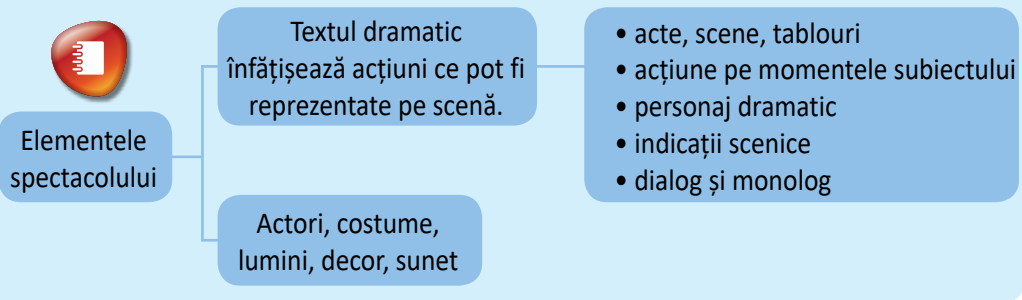 Elementele
spectacolului
Textul dramatic
înfățișează acțiuni ce pot fi
reprezentate pe scenă.
• acte, scene, tablouri
• acțiune pe momentele subiectului
• personaj dramatic
• indicații scenice
• dialog și monolog
Actori, costume,
lumini, decor, sunet